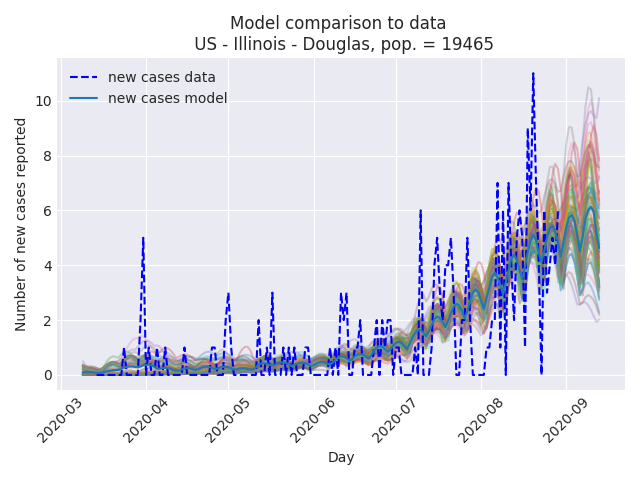 Model comparison to data
US - Illinois - Douglas, pop. = 19465
new cases data
new cases model
Number of new cases reported
10
8
6
4
2
0
2020-03
2020-04
2020-05
2020-06
2020-07
2020-08
2020-09
Day